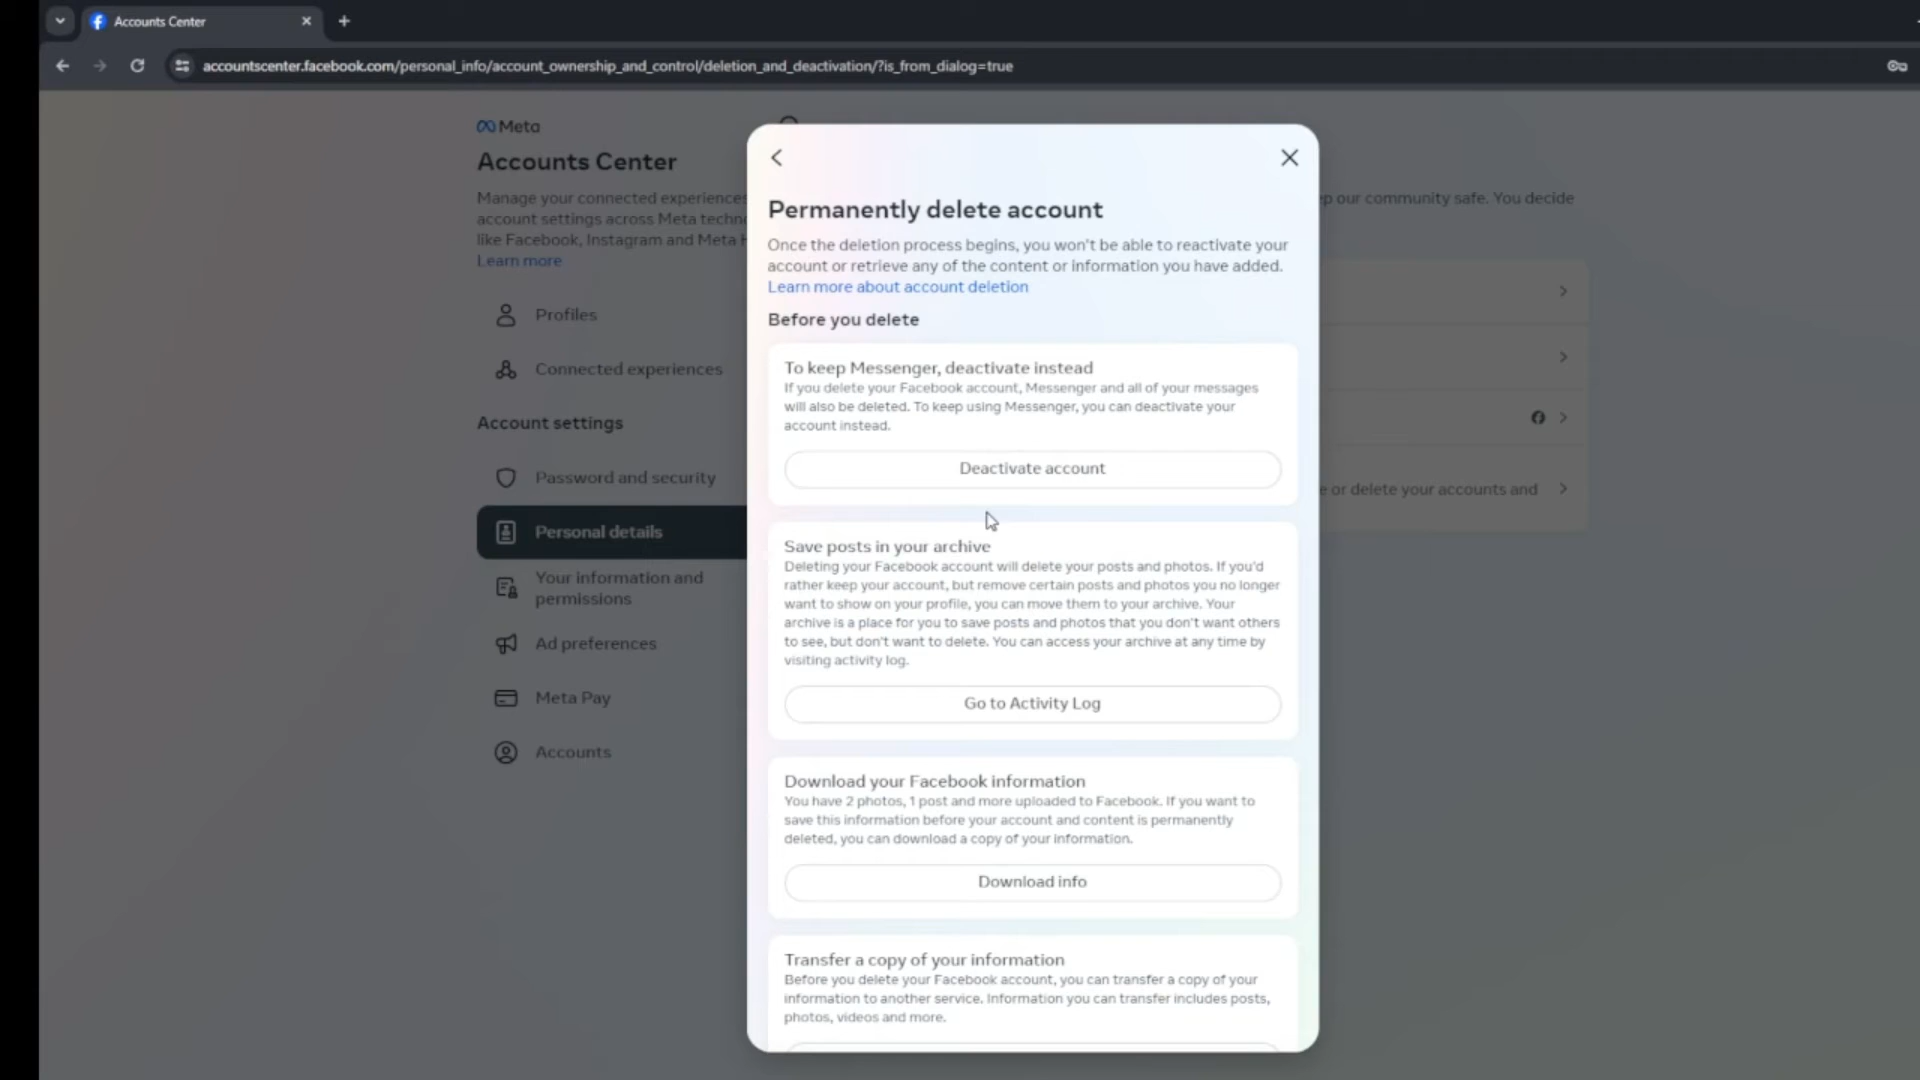 Accounts Center
accountscenter.facebook.com/personal_info/account_ownership_and_control/deletion_and_deactivation/?is_from_dialog=true
Meta
Accounts Center
Manage your connected experiences
account settings across Meta techn
like Facebook, Instagram and Meta H
Learn more
Profiles
Connected experiences
Account settings
Password and security
Personal details
Your information and
permissions
Ad preferences
Meta Pay
Accounts
Permanently delete account
Once the deletion process begins, you won't be able to reactivate your
account or retrieve any of the content or information you have added.
Learn more about account deletion
Before you delete
To keep Messenger, deactivate instead
If you delete your Facebook account, Messenger and all of your messages
will also be deleted. To keep using Messenger, you can deactivate your
account instead.
Deactivate account
Save posts in your archive
Deleting your Facebook account will delete your posts and photos. If you'd
rather keep your account, but remove certain posts and photos you no longer
want to show on your profile, you can move them to your archive. Your
archive is a place for you to save posts and photos that you don't want others
to see, but don't want to delete. You can access your archive at any time by
visiting activity log.
Go to Activity Log
Download your Facebook information
You have 2 photos, 1 post and more uploaded to Facebook. If you want to
save this information before your account and content is permanently
deleted, you can download a copy of your information.
Download info
Transfer a copy of your information
Before you delete your Facebook account, you can transfer a copy of your
information to another service. Information you can transfer includes posts,
photos, videos and more.
p our community safe. You decide
e or delete your accounts and